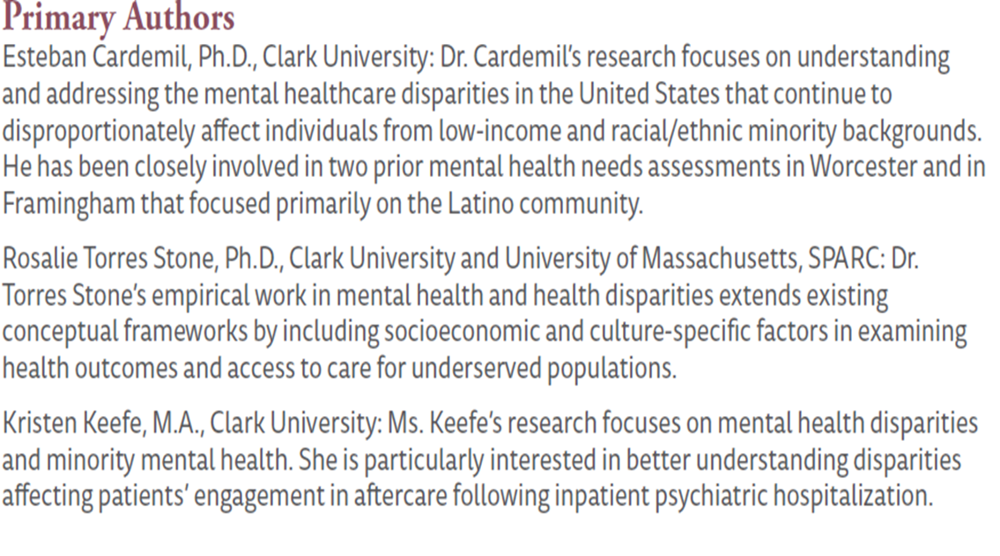 Primary Authors
Esteban Cardemil, Ph.D., Clark University: Dr. Cardemil's research focuses on understanding
and addressing the mental healthcare disparities in the United States that continue to
disproportionately affect individuals from low-income and racial/ethnic minority backgrounds.
He has been closely involved in two prior mental health needs assessments in Worcester and in
Framingham that focused primarily on the Latino community.
Rosalie Torres Stone, Ph.D., Clark University and University of Massachusetts, SPARC: Dr.
Torres Stone's empirical work in mental health and health disparities extends existing
conceptual frameworks by including socioeconomic and culture-specific factors in examining
health outcomes and access to care for underserved populations.
Kristen Keefe, M.A., Clark University: Ms. Keefe's research focuses on mental health disparities
and minority mental health. She is particularly interested in better understanding disparities
affecting patients' engagement in aftercare following inpatient psychiatric hospitalization.